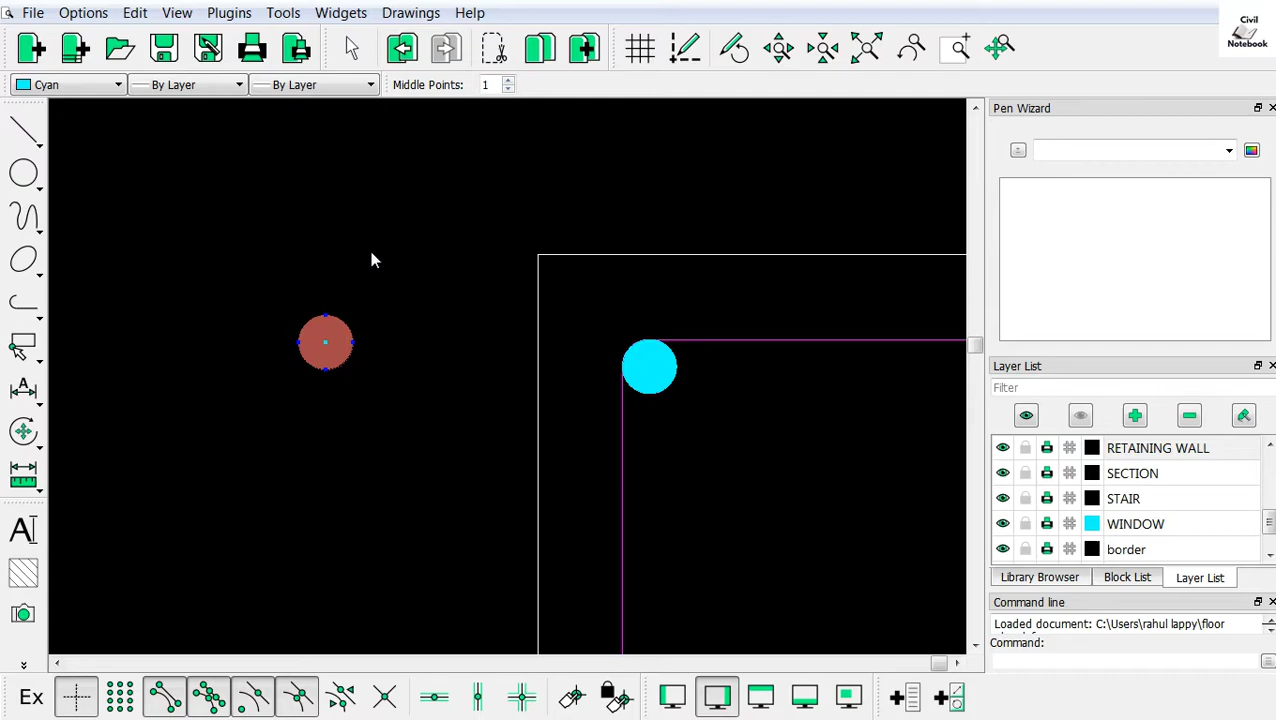 File Options Edit View Plugins Tools Widgets Drawings Help
Civil
Notebook
Cyan By Layer By Layer Middle Points: 1
Pen Wizard
Layer List
Filter
RETAINING WALL
SECTION
STAIR
WINDOW
border
Library Browser Block List Layer List
Command line
Loaded document: C:\Users\rahul lappy\floor
Command:
A
A
Ex